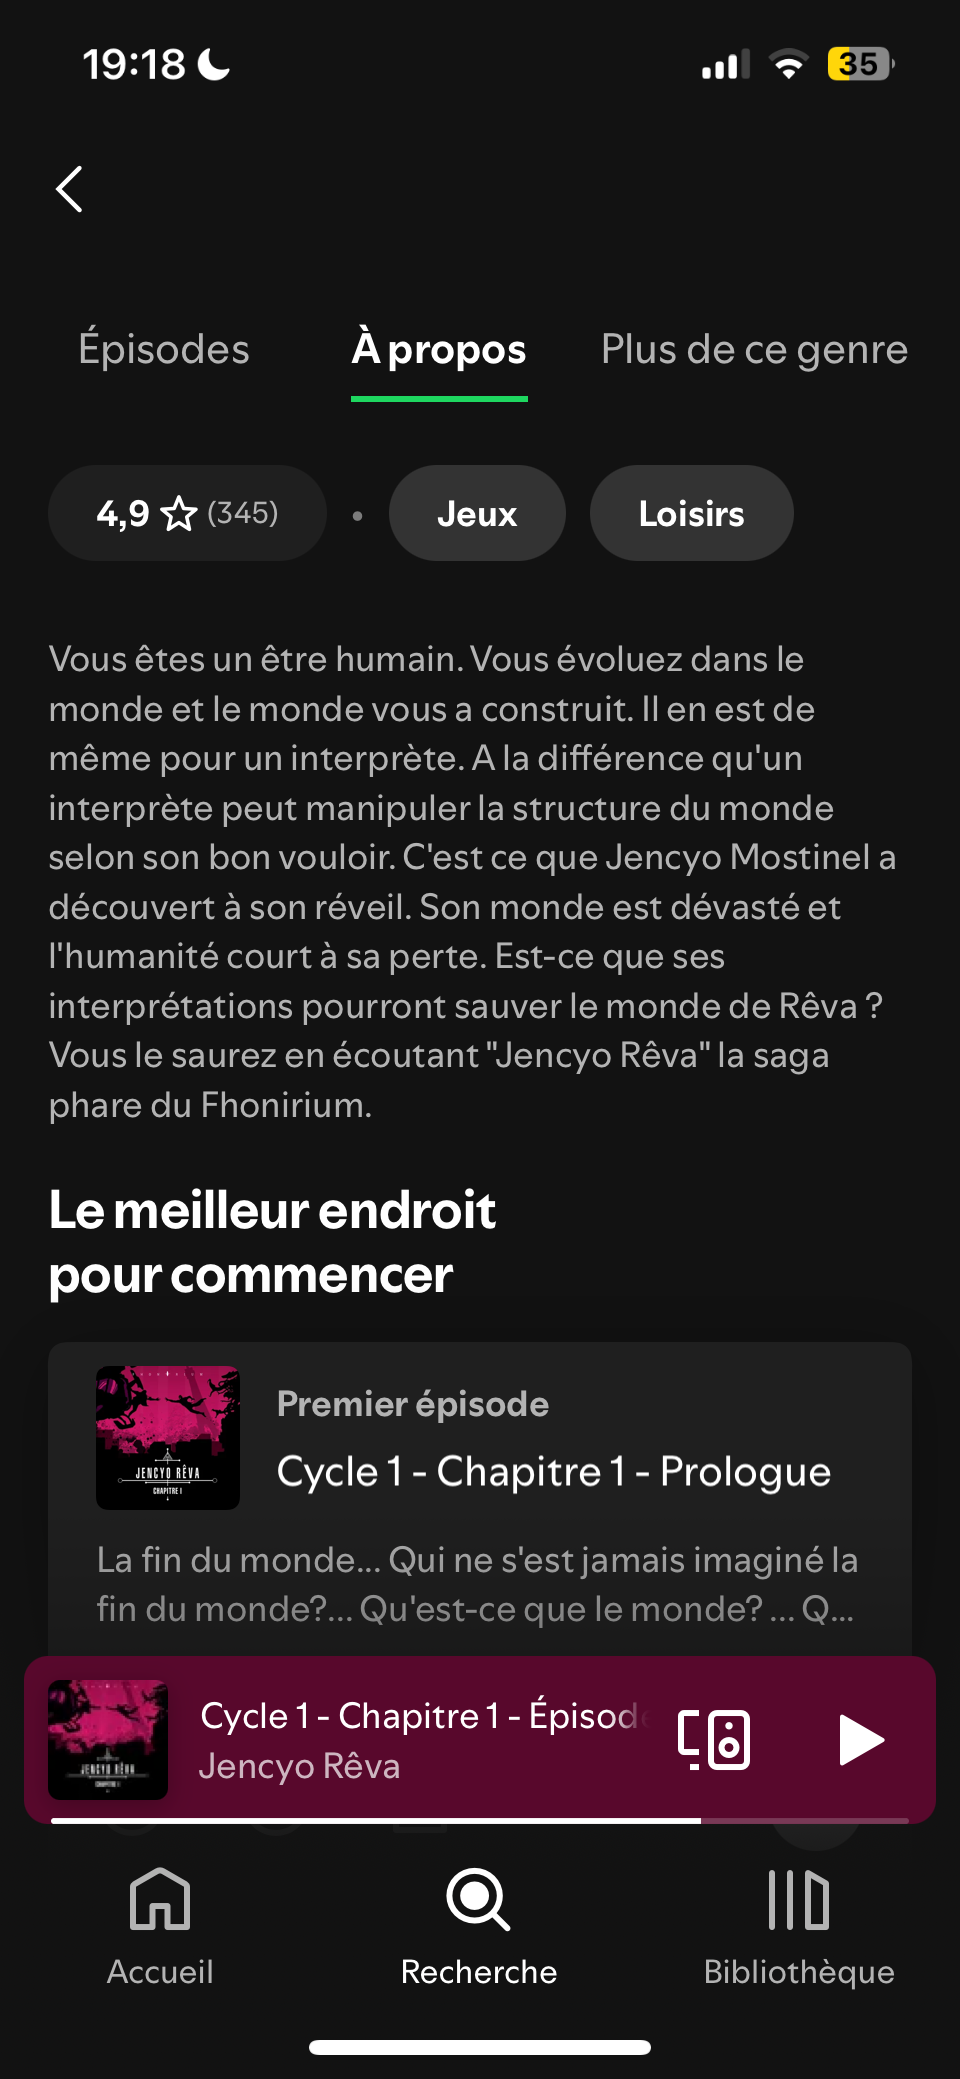 19:18
35
Épisodes
À propos
Plus de ce genre
4,9 (345)
Jeux
Loisirs
Vous êtes un être humain. Vous évoluez dans le
monde et le monde vous a construit. Il en est de
même pour un interprète. A la différence qu'un
interprète peut manipuler la structure du monde
selon son bon vouloir. C'est ce que Jencyo Mostinel a
découvert à son réveil. Son monde est dévasté et
l'humanité court à sa perte. Est-ce que ses
interprétations pourront sauver le monde de Rêva ?
Vous le saurez en écoutant "Jencyo Rêva" la saga
phare du Fhonirium.
Le meilleur endroit
pour commencer
JENCYO RÊVA
CHAPITRE I
Premier épisode
Cycle 1 - Chapitre 1 - Prologue
La fin du monde... Qui ne s'est jamais imaginé la
fin du monde?... Qu'est-ce que le monde? ... Q...
JENCYO RÊVA
Cycle 1 - Chapitre 1 - Épisod
Jencyo Rêva
Accueil
Recherche
Bibliothèque